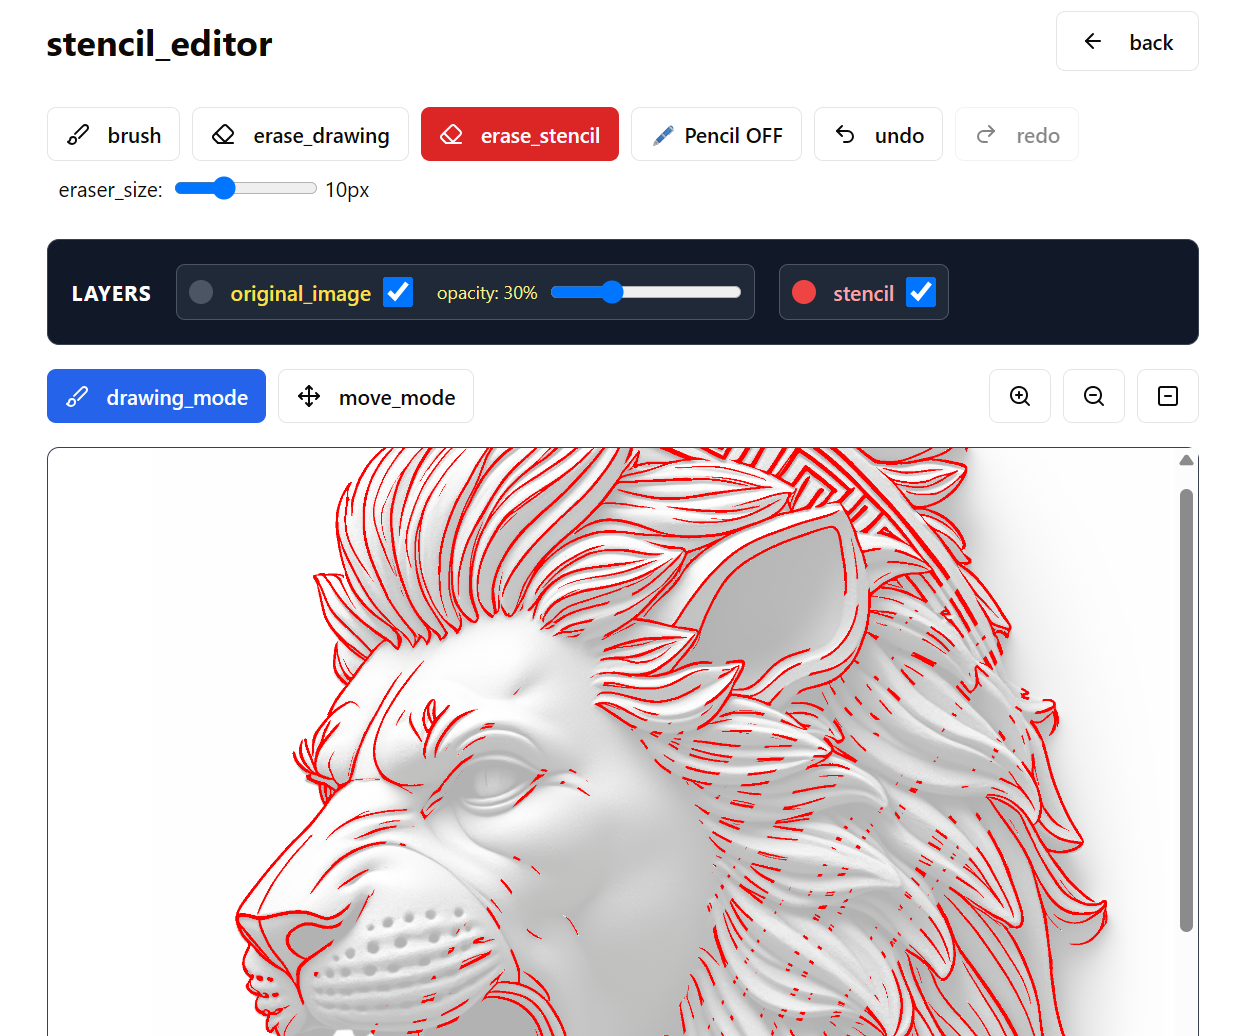 stencil_editor
back
brush
erase_drawing
erase_stencil
Pencil OFF
undo
redo
eraser_size:
10px
LAYERS
original_image
opacity: 30%
stencil
drawing_mode
move_mode